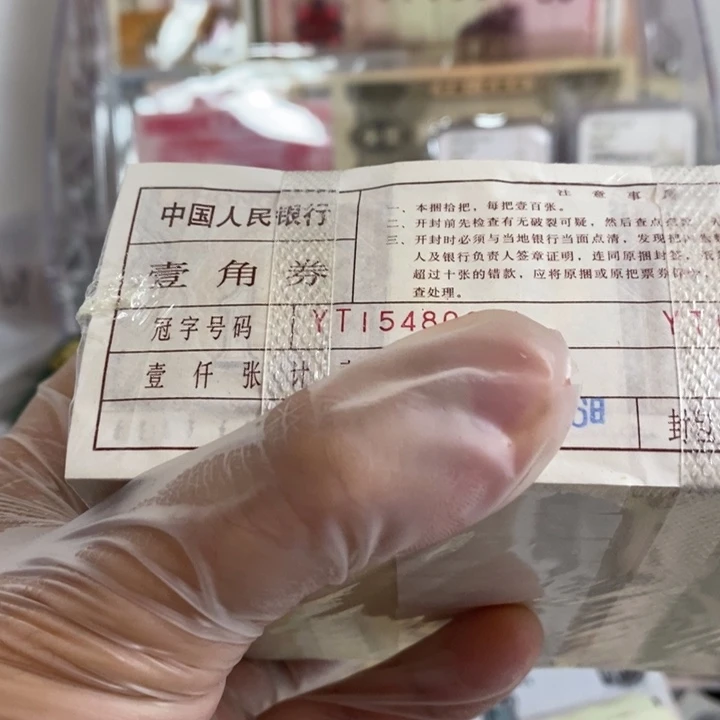 中国人民银行
壹角券
冠字号码
YT15489
YT
壹仟张计
封
注意事
一、本捆拾把，每把壹百张。
二、开封前先检查有无破裂可疑，然后查点
三、开封时必须与当地银行当面点清，发现把
人及银行负责人签章证明，连同原捆封签，
超过十张的错款，应将原捆或原把票券
查处理。